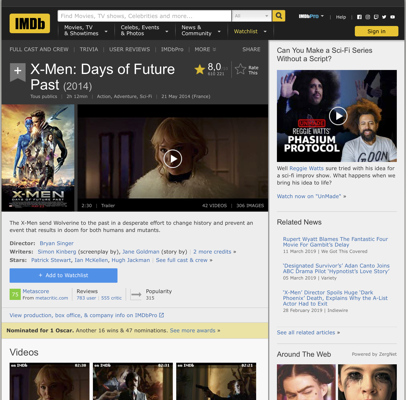 IMDb
Find Movies, TV shows, Celebrities and more...
All
IMDbPro
Help
Movies, TV & Showtimes
Celebs, Events & Photos
News & Community
Watchlist
Sign in
FULL CAST AND CREW | TRIVIA | USER REVIEWS | IMDbPro | MORE
SHARE
X-Men: Days of Future
Past (2014)
8,0
Rate
This
Tous publics | 2h 12min | Action, Adventure, Sci-Fi | 21 May 2014 (France)
X-MEN
2:30 | Trailer
42 VIDEOS | 306 IMAGES
The X-Men send Wolverine to the past in a desperate effort to change history and prevent an
event that results in doom for both humans and mutants.
Director: Bryan Singer
Writers: Simon Kinberg (screenplay by), Jane Goldman (story by) | 2 more credits »
Stars: Patrick Stewart, Ian McKellen, Hugh Jackman | See full cast & crew »
+ Add to Watchlist
Metascore
From metacritic.com
Reviews
783 user | 555 critic
Popularity
315
View production, box office, & company info on IMDbPro
Nominated for 1 Oscar. Another 16 wins & 47 nominations. See more awards »
Videos
Can You Make a Sci-Fi Series
Without a Script?
REGGIE WATTS'
PHASIUM
PROTOCOL
Well Reggie Watts sure tried with his idea
for a sci-fi improv show. What happens when
we bring his idea to life?
Watch now on "UnMade" »
Related News
Rupert Wyatt Blames The Fantastic Four
Movie For Gambit's Delay
11 March 2019 | We Got This Covered
'Designated Survivor's' Adan Canto Joins
ABC Drama Pilot 'Hypnotist's Love Story'
05 March 2019 | Variety
'X-Men' Director Spoils Huge 'Dark
Phoenix' Death, Explains Why the A-List
Actor Had to Exit
28 February 2019 | Indiewire
See all related articles »
Around The Web
Powered by ZergNet